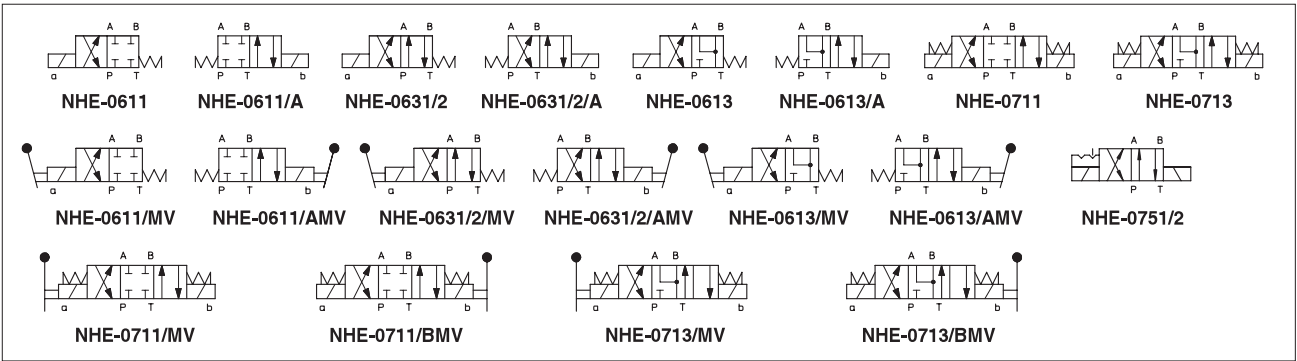 A B A B A B A B A B A B A B A B
a P T P T b a P T P T b a P T P T b a P T b a P T b
NHE-0611 NHE-0611/A NHE-0631/2 NHE-0631/2/A NHE-0613 NHE-0613/A NHE-0711 NHE-0713
A B A B A B A B A B A B A B
a P T P T b a P T P T b a P T P T b P T
NHE-0611/MV NHE-0611/AMV NHE-0631/2/MV NHE-0631/2/AMV NHE-0613/MV NHE-0613/AMV NHE-0751/2
A B A B A B A B
a P T b a P T b a P T b a P T b
NHE-0711/MV NHE-0711/BMV NHE-0713/MV NHE-0713/BMV